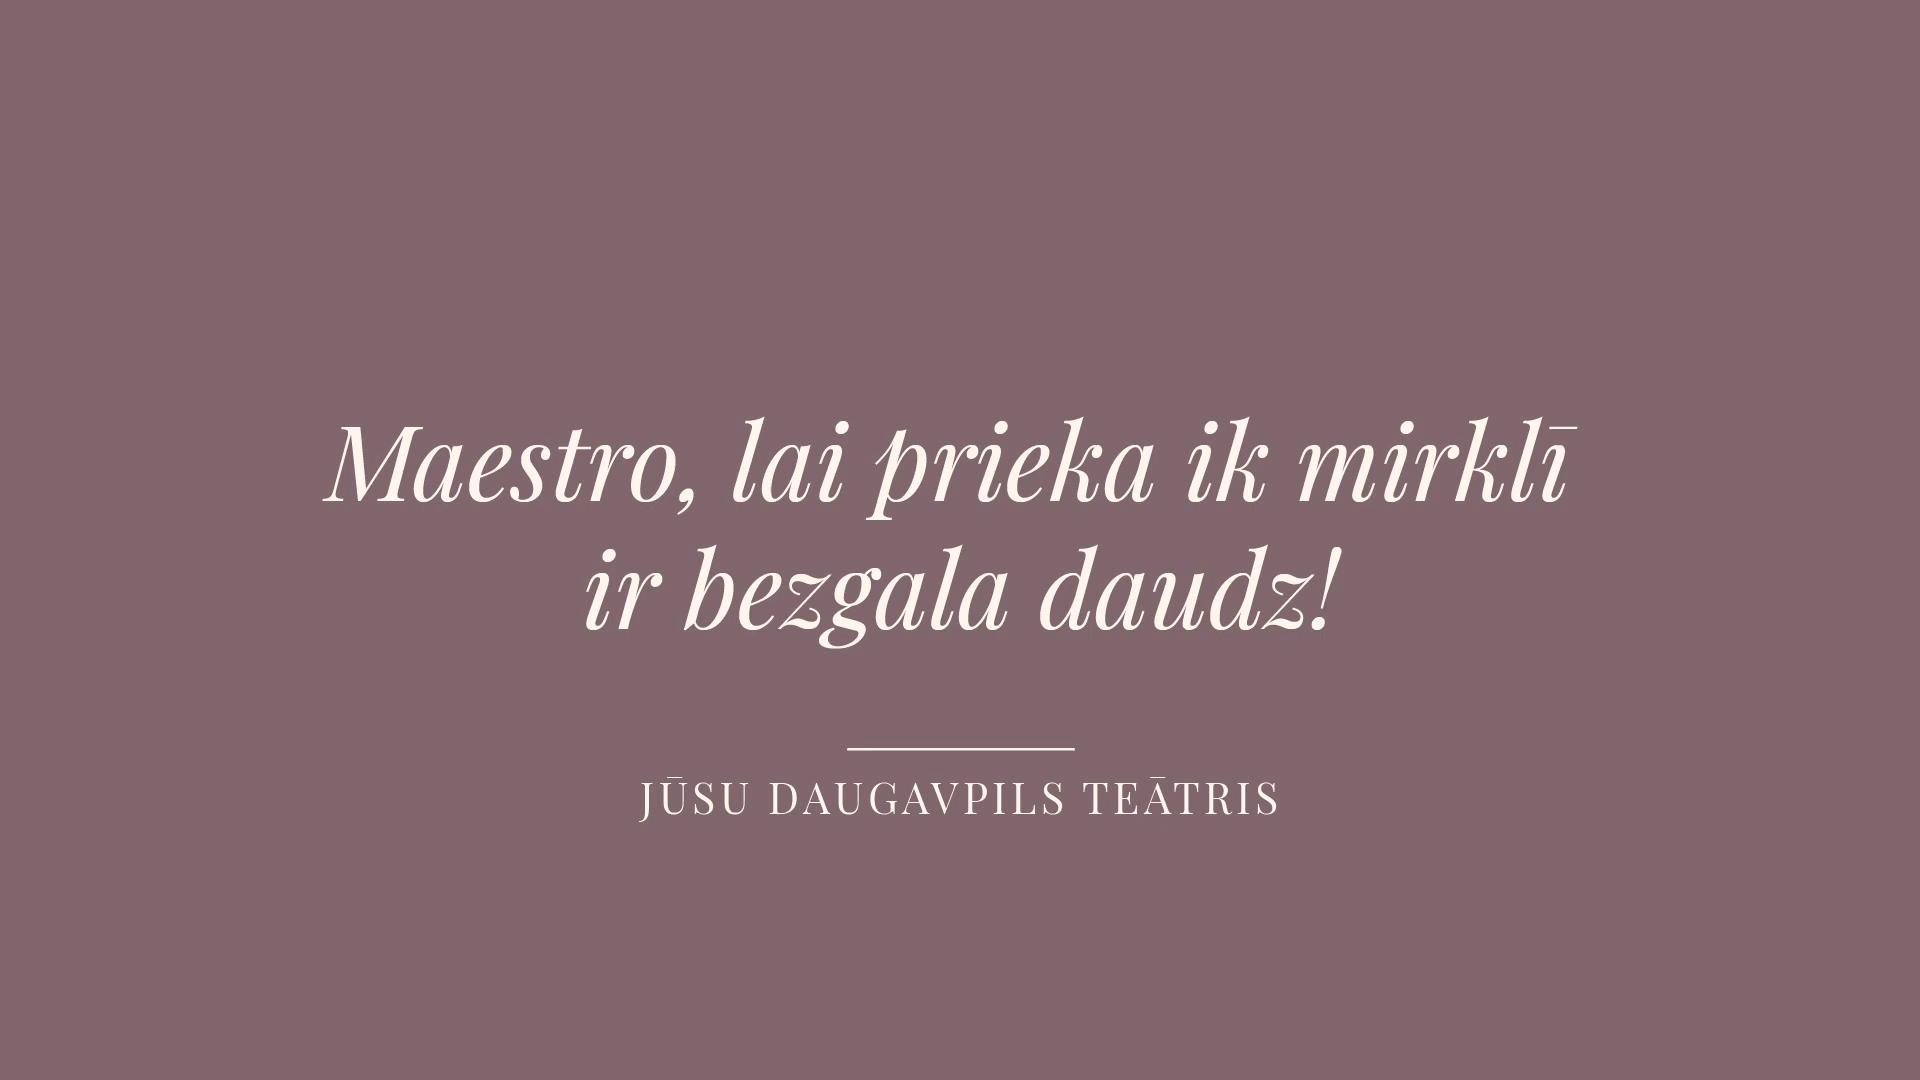 Maestro, lai prieka ik mirklī
ir bezgala daudz!
JŪSU DAUGAVPILS TEĀTRIS